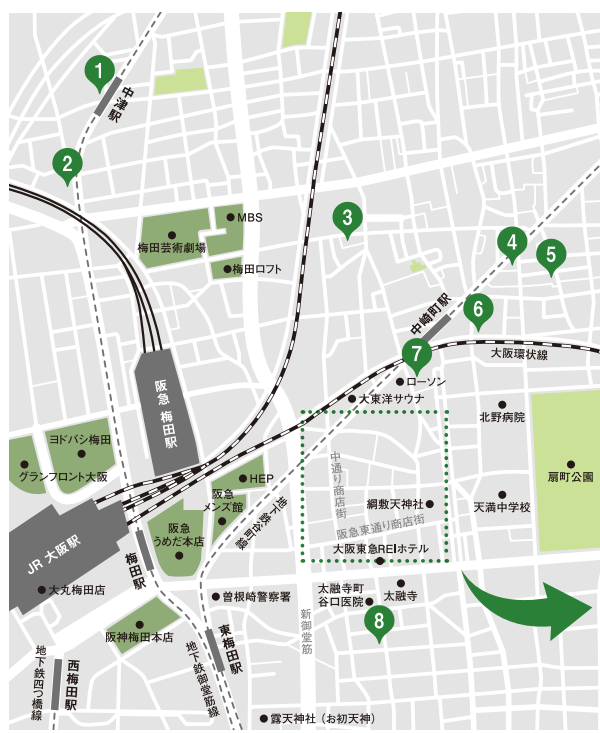 1
中津駅
2
3
MBS
梅田芸術劇場
梅田ロフト
4
5
6
中崎町駅
7
大阪環状線
ローソン
大東洋サウナ
北野病院
阪急 梅田駅
ヨドバシ梅田
グランフロント大阪
HEP
阪急
メンズ館
地下鉄谷町線
中通り商店街
綱敷天神社
天満中学校
扇町公園
阪急東通り商店街
阪急
うめだ本店
JR 大阪駅
梅田駅
大阪東急REIホテル
大丸梅田店
曽根崎警察署
太融寺町
谷口医院
太融寺
8
阪神梅田本店
東梅田駅
新御堂筋
地下鉄四つ橋線
西梅田駅
地下鉄御堂筋線
露天神社（お初天神）